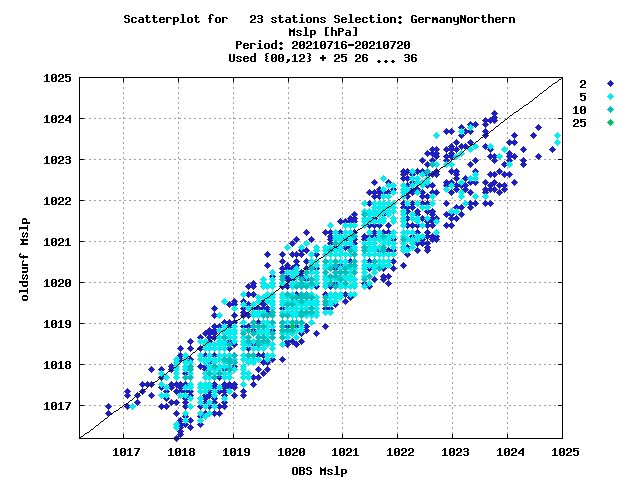 Scatterplot for   23 stations Selection: GermanyNorthern
Mslp [hPa]
Period: 20210716-20210720
Used {00,12} + 25 26 ... 36
1025
1024
1023
1022
1021
1020
1019
1018
1017
oldsurf Mslp
2
5
10
25
1017 1018 1019 1020 1021 1022 1023 1024 1025
OBS Mslp